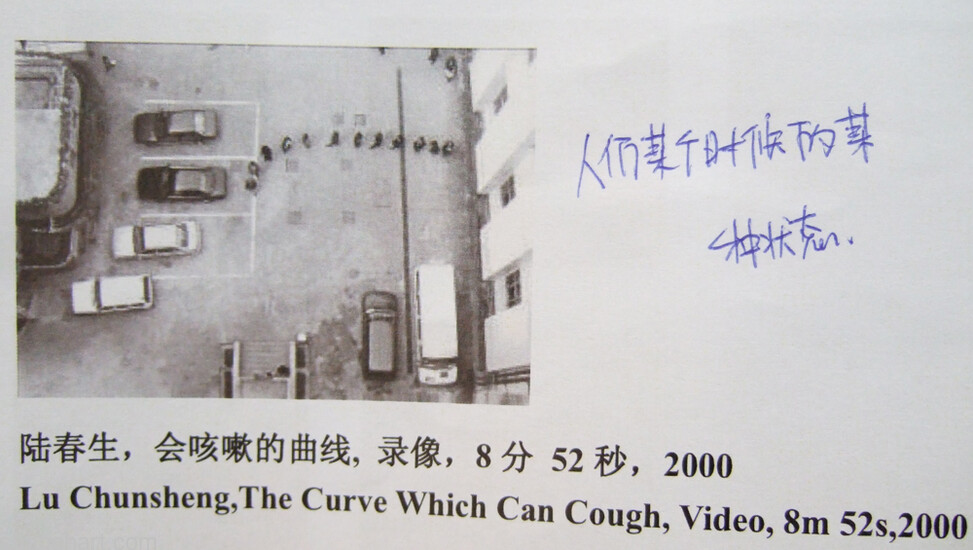 人们某个时候下的某
种状态.
陆春生，会咳嗽的曲线, 录像，8分 52秒，2000
Lu Chunsheng,The Curve Which Can Cough, Video, 8m 52s,2000